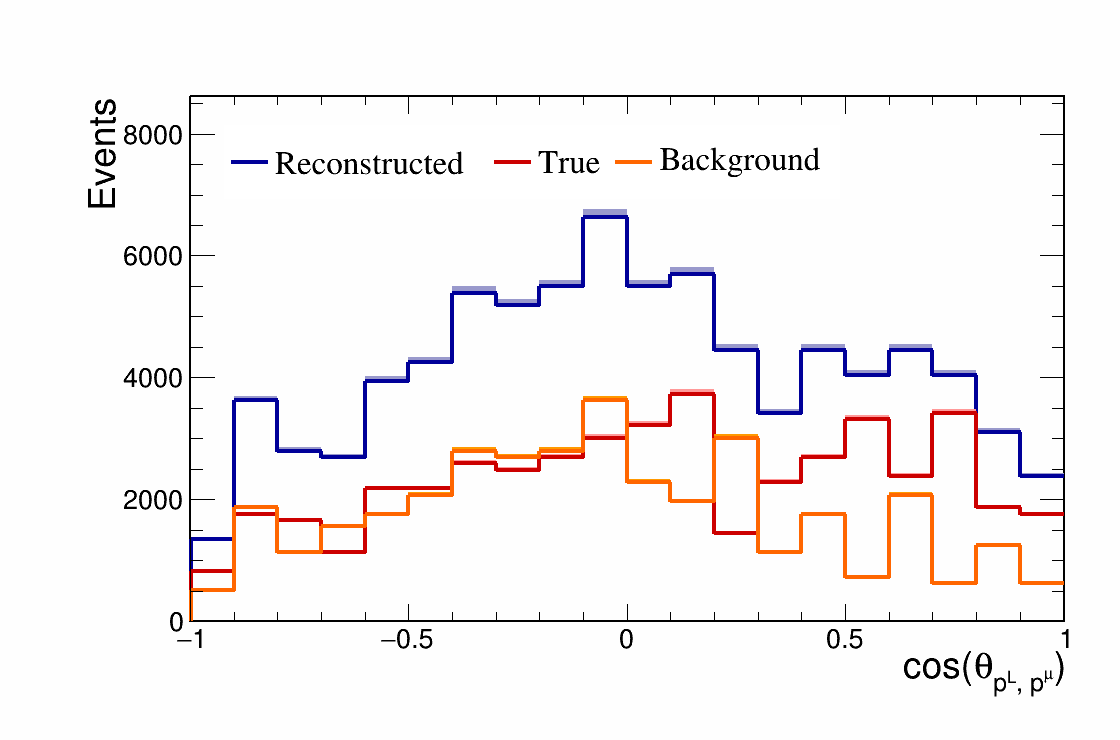 Events
8000
Reconstructed True Background
6000
4000
2000
0
−1 −0.5 0 0.5 1
cos(θ_{p^L, p^μ})